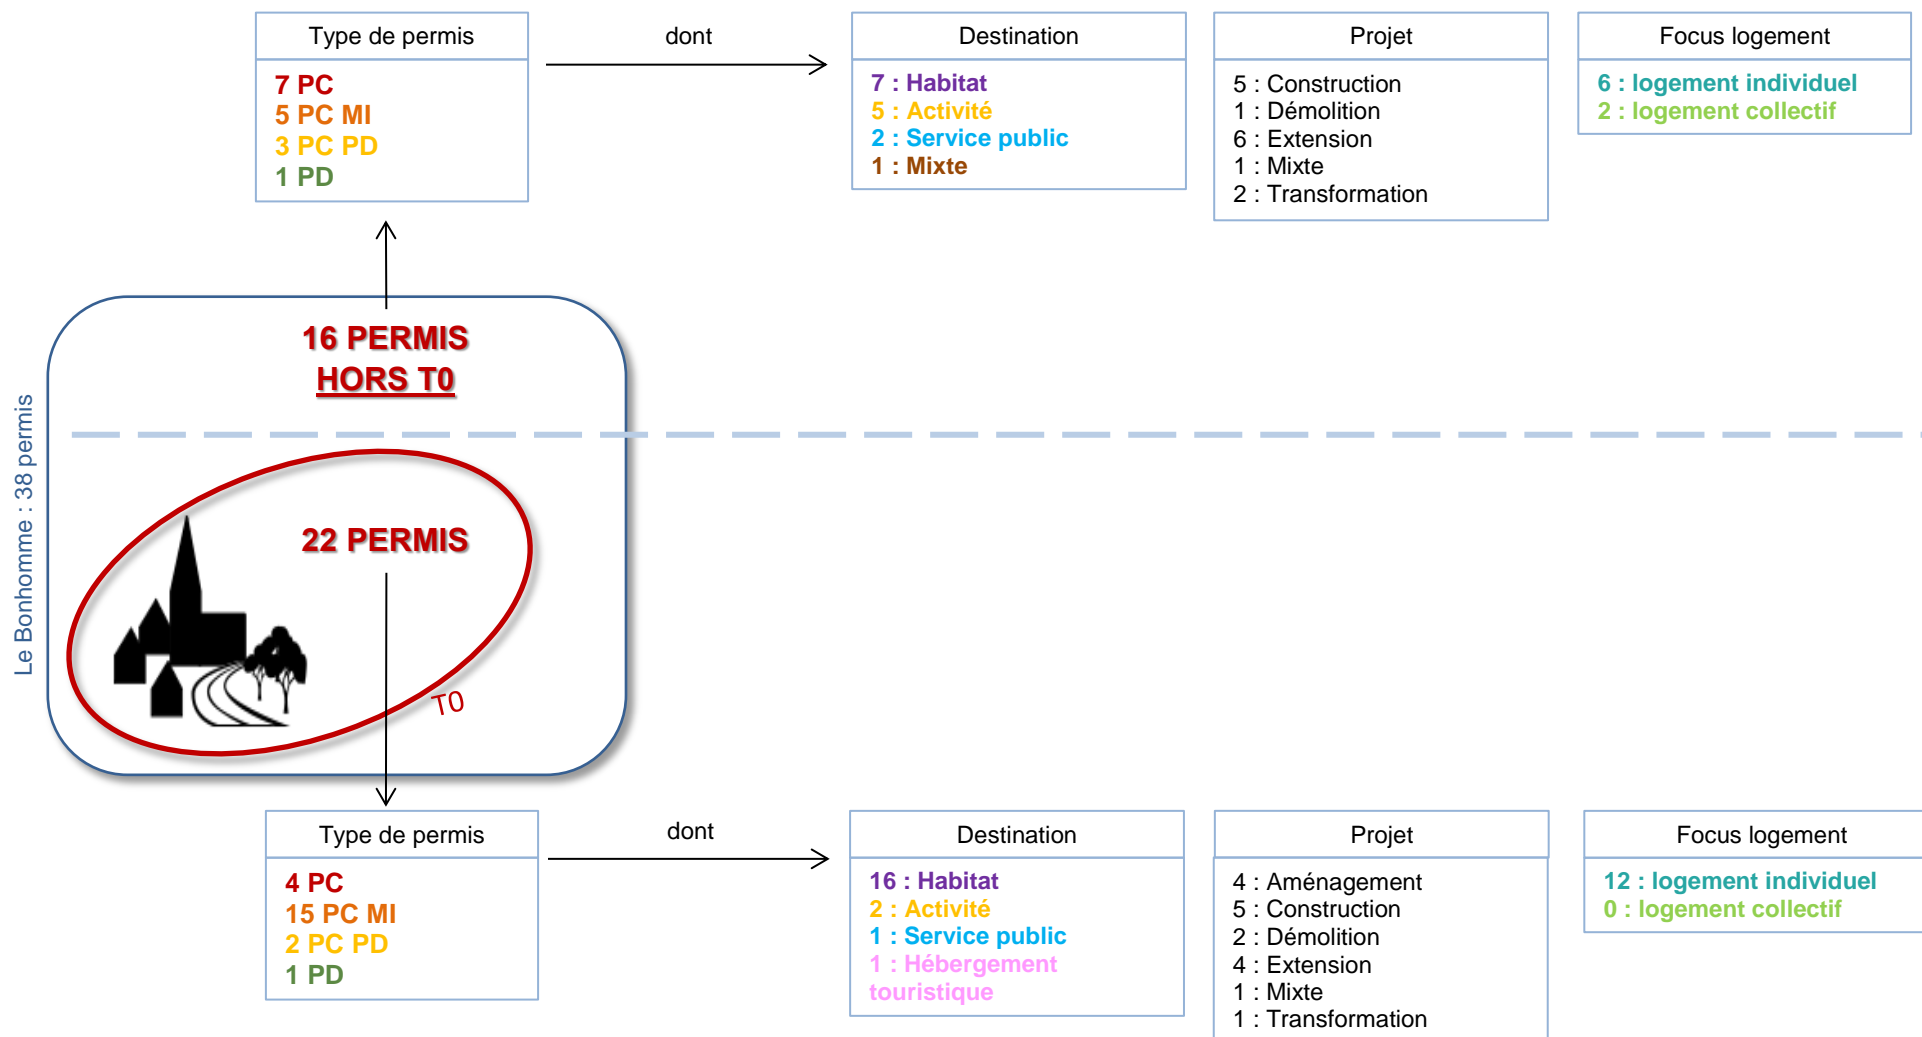 Type de permis
7 PC
5 PC MI
3 PC PD
1 PD
dont
Destination
7 : Habitat
5 : Activité
2 : Service public
1 : Mixte
Projet
5 : Construction
1 : Démolition
6 : Extension
1 : Mixte
2 : Transformation
Focus logement
6 : logement individuel
2 : logement collectif
Le Bonhomme : 38 permis
16 PERMIS
HORS T0
22 PERMIS
T0
Type de permis
4 PC
15 PC MI
2 PC PD
1 PD
dont
Destination
16 : Habitat
2 : Activité
1 : Service public
1 : Hébergement
touristique
Projet
4 : Aménagement
5 : Construction
2 : Démolition
4 : Extension
1 : Mixte
1 : Transformation
Focus logement
12 : logement individuel
0 : logement collectif